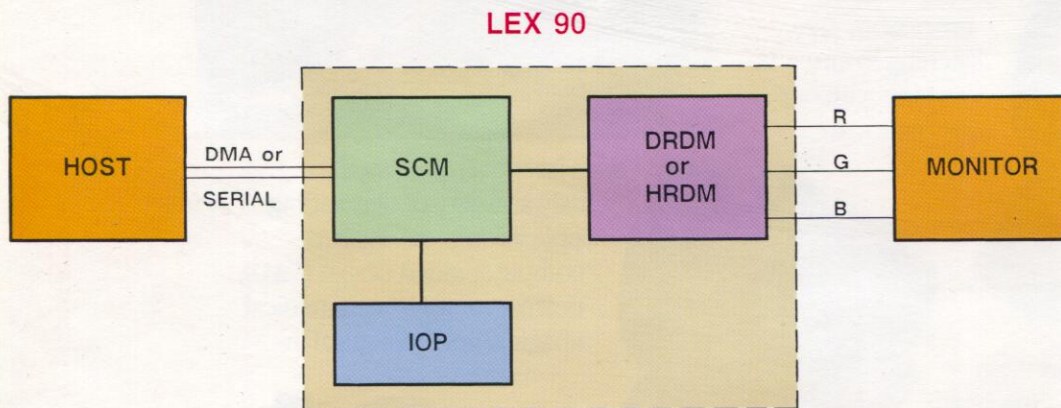 LEX 90
HOST
DMA or
SERIAL
SCM
IOP
DRDM
or
HRDM
R
G
B
MONITOR